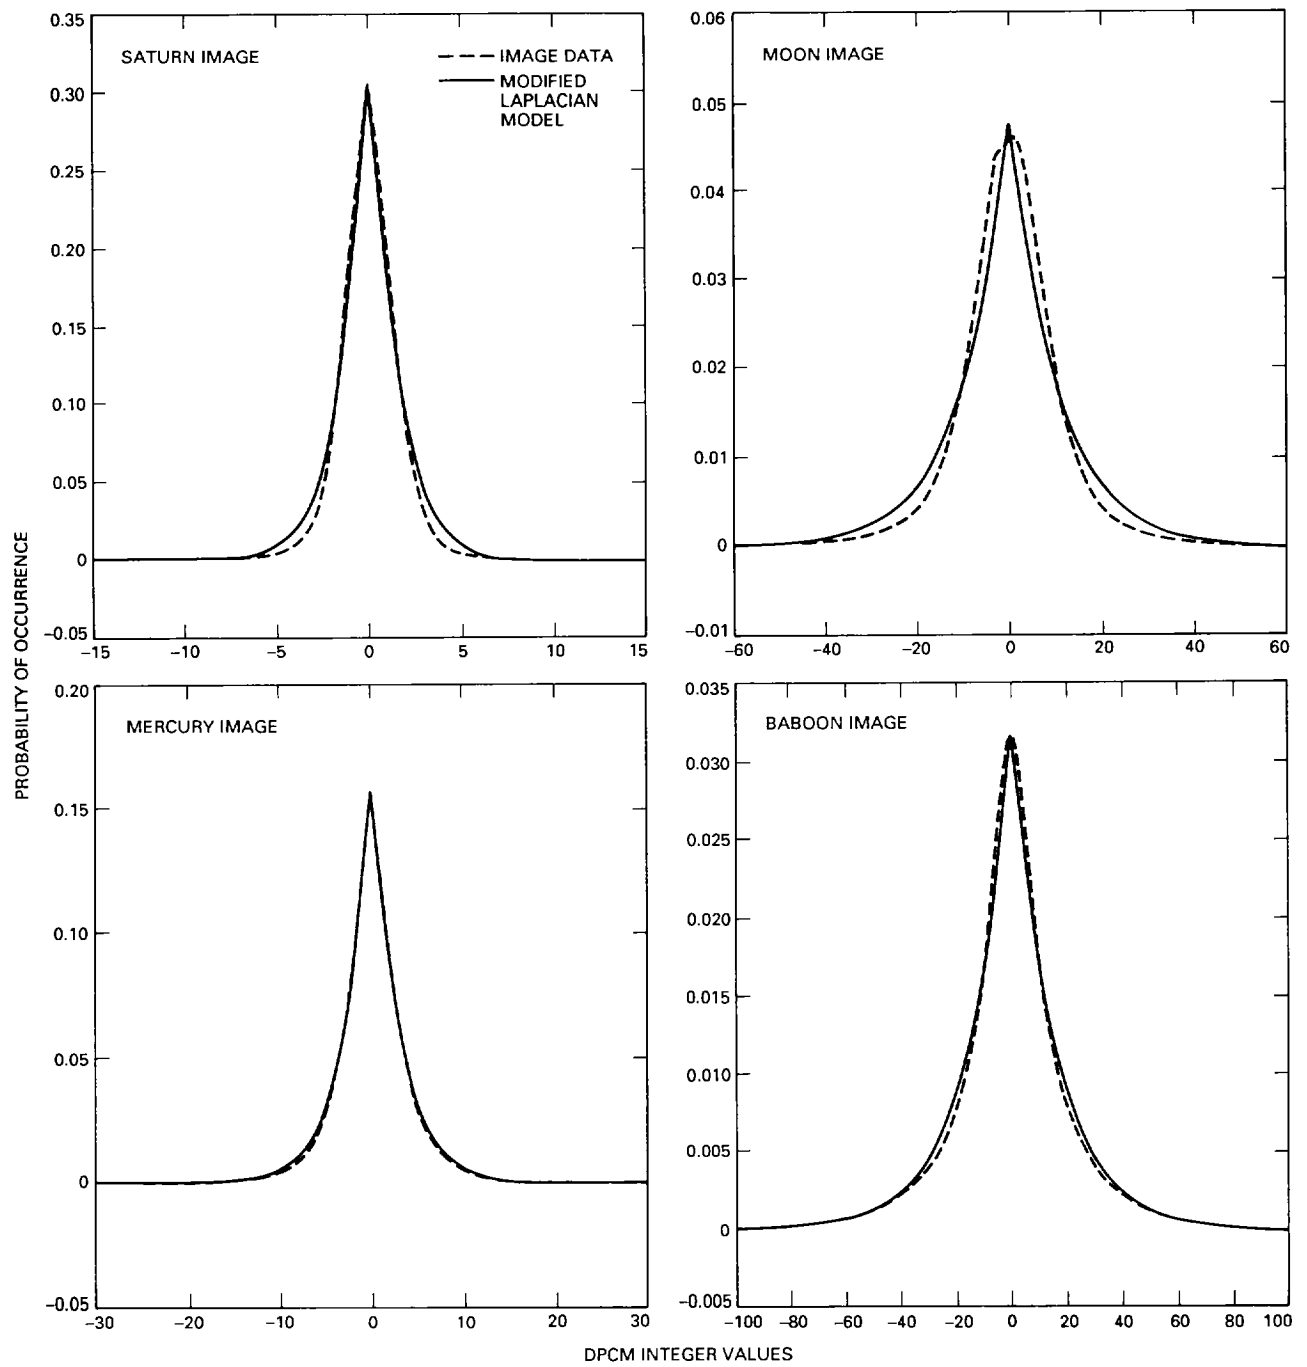 PROBABILITY OF OCCURRENCE
SATURN IMAGE
IMAGE DATA
MODIFIED
LAPLACIAN
MODEL
0.35
0.30
0.25
0.20
0.15
0.10
0.05
0
−0.05
−15 −10 −5 0 5 10 15
MOON IMAGE
0.06
0.05
0.04
0.03
0.02
0.01
0
−0.01
−60 −40 −20 0 20 40 60
MERCURY IMAGE
0.20
0.15
0.10
0.05
0
−0.05
−30 −20 −10 0 10 20 30
BABOON IMAGE
0.035
0.030
0.025
0.020
0.015
0.010
0.005
0
−0.005
−100 −80 −60 −40 −20 0 20 40 60 80 100
DPCM INTEGER VALUES